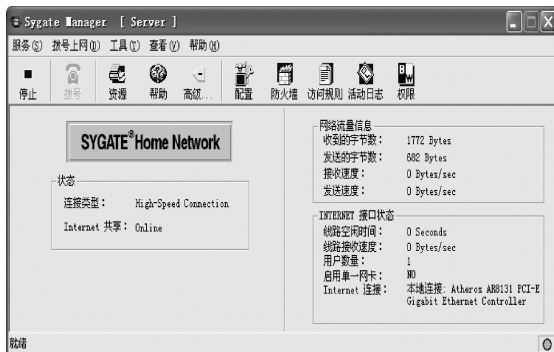 Sygate Manager [ Server ]
服务(S) 拨号上网(D) 工具(T) 查看(V) 帮助(H)
停止 拨号 资源 帮助 高级... 配置 防火墙 访问规则 活动日志 权限
SYGATE®Home Network
状态
连接类型： High-Speed Connection
Internet 共享： Online
网络流量信息
收到的字节数： 1772 Bytes
发送的字节数： 682 Bytes
接收速度： 0 Bytes/sec
发送速度： 0 Bytes/sec
INTERNET 接口状态
线路空闲时间： 0 Seconds
线路接收速度： 0 Bytes/sec
用户数量： 1
启用单一网卡： NO
Internet 连接： 本地连接: Atheros AR8131 PCI-E
Gigabit Ethernet Controller
就绪